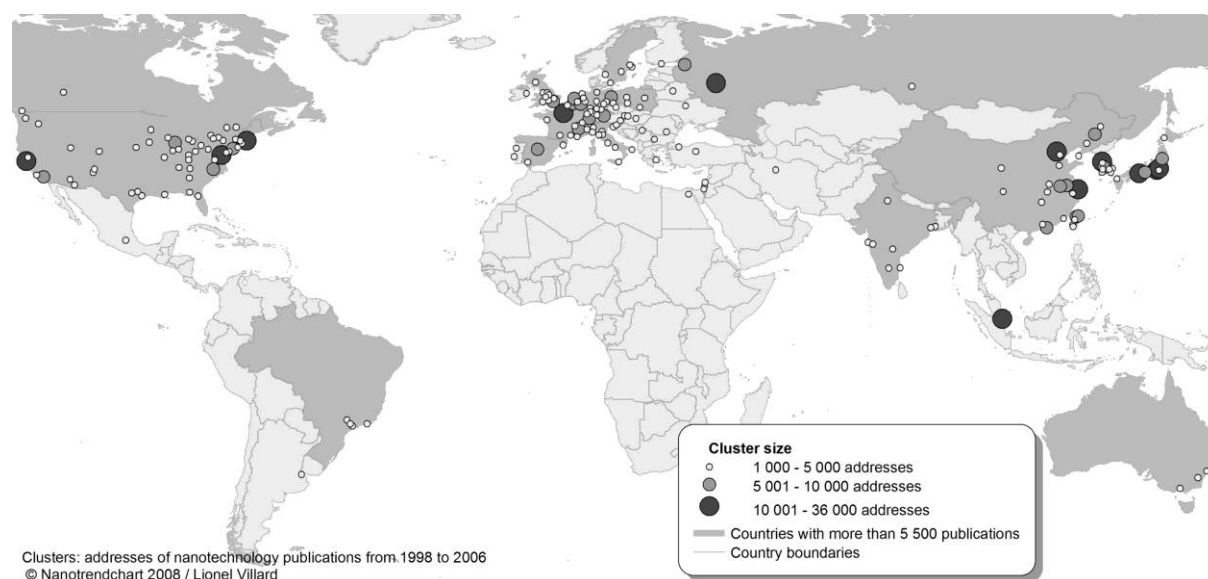 Cluster size
1 000 - 5 000 addresses
5 001 - 10 000 addresses
10 001 - 36 000 addresses
Countries with more than 5 500 publications
Country boundaries
Clusters: addresses of nanotechnology publications from 1998 to 2006
© Nanotrendchart 2008 / Lionel Villard